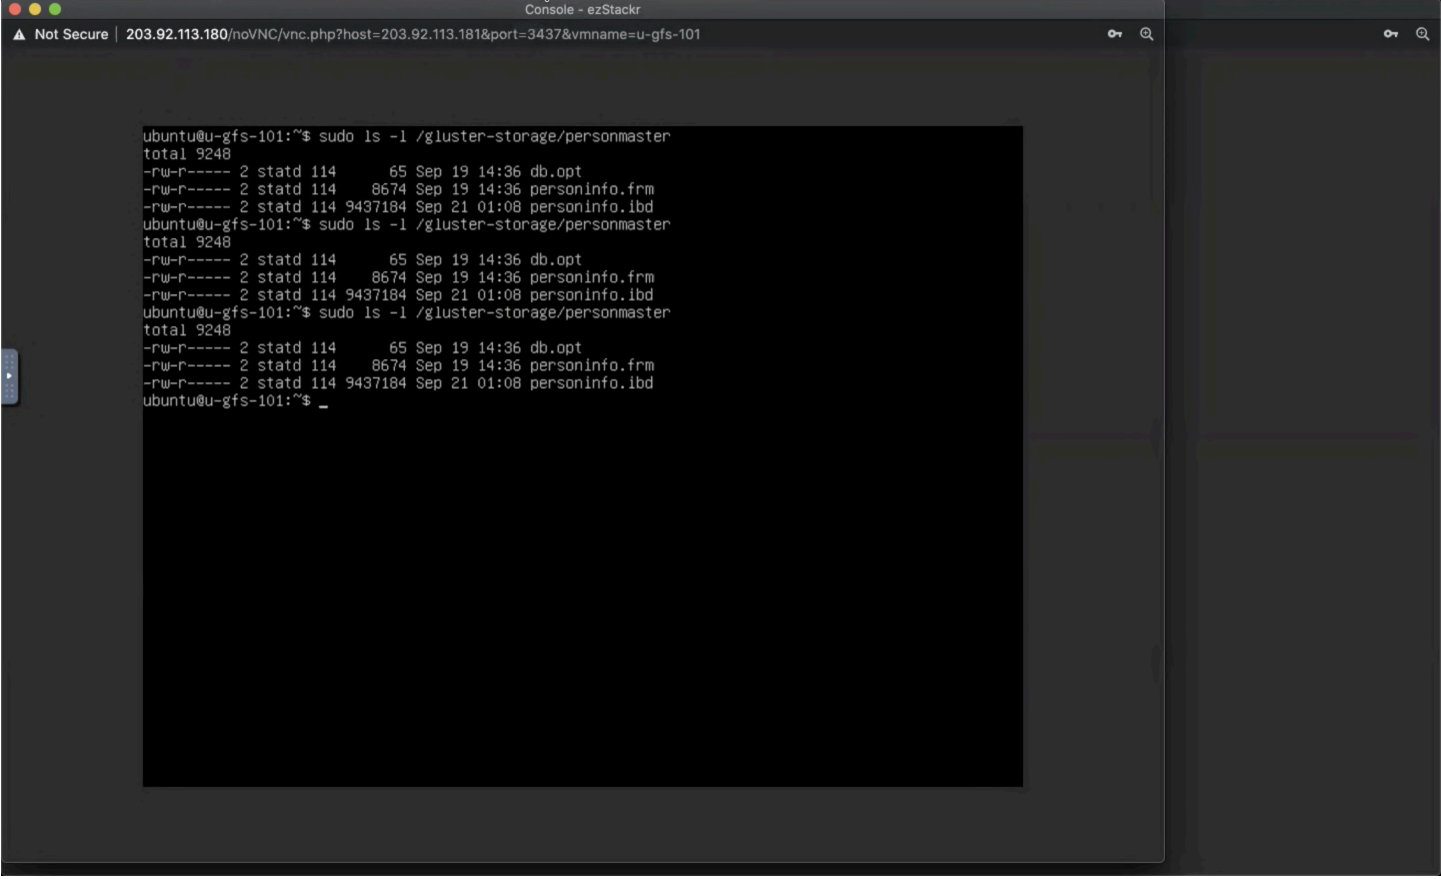 Console - ezStackr
Not Secure | 203.92.113.180/noVNC/vnc.php?host=203.92.113.181&port=3437&vmname=u-gfs-101
ubuntu@u-gfs-101:~$ sudo ls -l /gluster-storage/personmaster
total 9248
-rw-r----- 2 statd 114      65 Sep 19 14:36 db.opt
-rw-r----- 2 statd 114    8674 Sep 19 14:36 personinfo.frm
-rw-r----- 2 statd 114 9437184 Sep 21 01:08 personinfo.ibd
ubuntu@u-gfs-101:~$ sudo ls -l /gluster-storage/personmaster
total 9248
-rw-r----- 2 statd 114      65 Sep 19 14:36 db.opt
-rw-r----- 2 statd 114    8674 Sep 19 14:36 personinfo.frm
-rw-r----- 2 statd 114 9437184 Sep 21 01:08 personinfo.ibd
ubuntu@u-gfs-101:~$ sudo ls -l /gluster-storage/personmaster
total 9248
-rw-r----- 2 statd 114      65 Sep 19 14:36 db.opt
-rw-r----- 2 statd 114    8674 Sep 19 14:36 personinfo.frm
-rw-r----- 2 statd 114 9437184 Sep 21 01:08 personinfo.ibd
ubuntu@u-gfs-101:~$ _